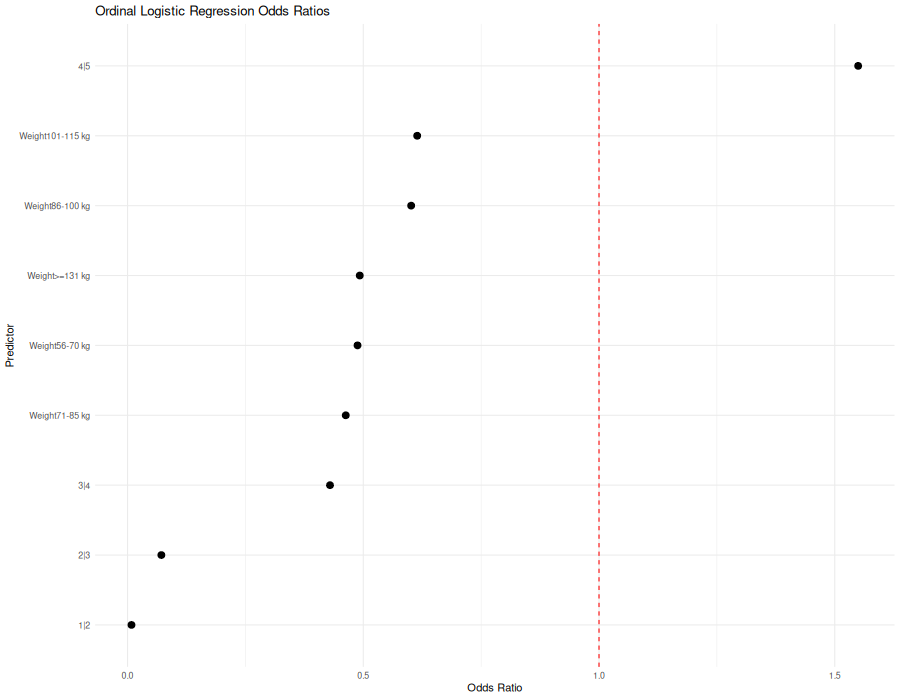 Ordinal Logistic Regression Odds Ratios
4|5
Weight101-115 kg
Weight86-100 kg
Weight>=131 kg
Weight56-70 kg
Weight71-85 kg
3|4
2|3
1|2
Predictor
0.0 0.5 1.0 1.5
Odds Ratio